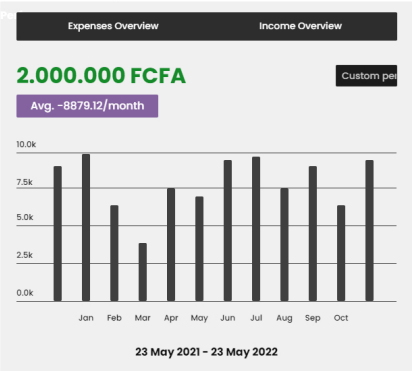 Expenses Overview Income Overview
2.000.000 FCFA
Custom per
Avg. -8879.12/month
10.0k
7.5k
5.0k
2.5k
0.0k
Jan Feb Mar Apr May Jun Jul Aug Sep Oct
23 May 2021 - 23 May 2022